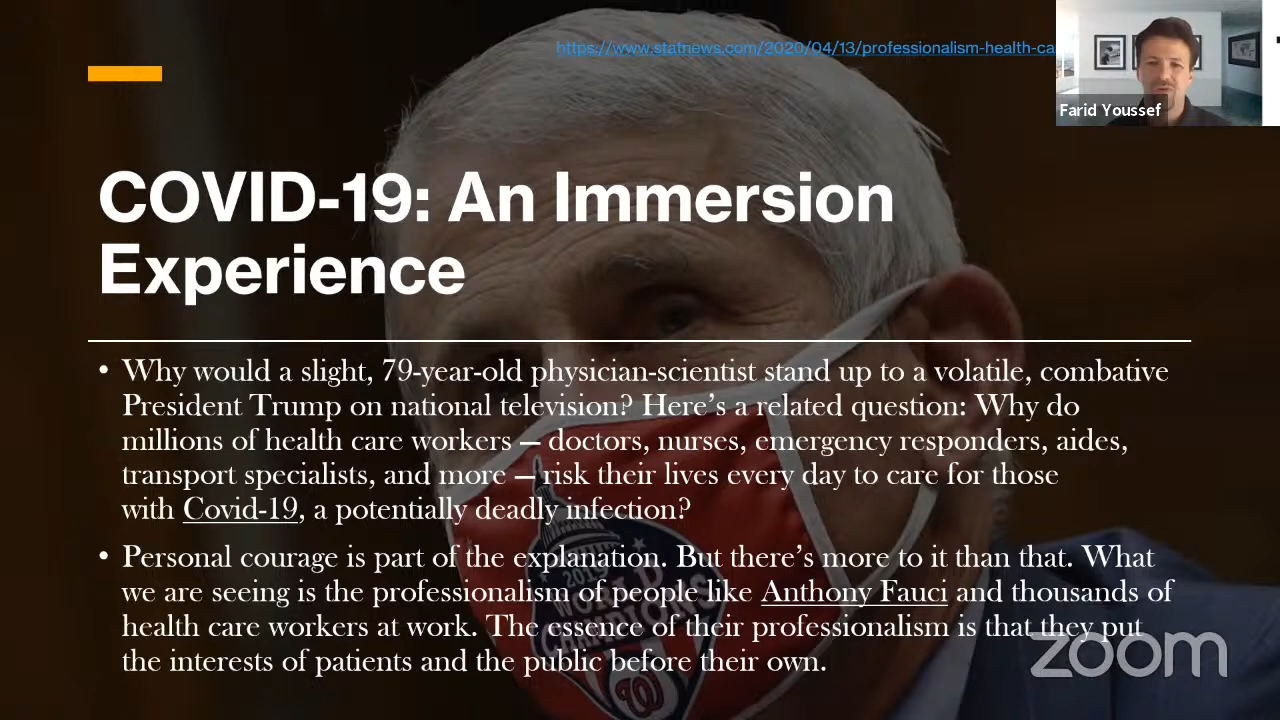 https://www.statnews.com/2020/04/13/professionalism-health-ca
Farid Youssef
COVID-19: An Immersion
Experience
• Why would a slight, 79-year-old physician-scientist stand up to a volatile, combative
President Trump on national television? Here’s a related question: Why do
millions of health care workers — doctors, nurses, emergency responders, aides,
transport specialists, and more — risk their lives every day to care for those
with Covid-19, a potentially deadly infection?
• Personal courage is part of the explanation. But there’s more to it than that. What
we are seeing is the professionalism of people like Anthony Fauci and thousands of
health care workers at work. The essence of their professionalism is that they put
the interests of patients and the public before their own.
WORLD
W
zoom